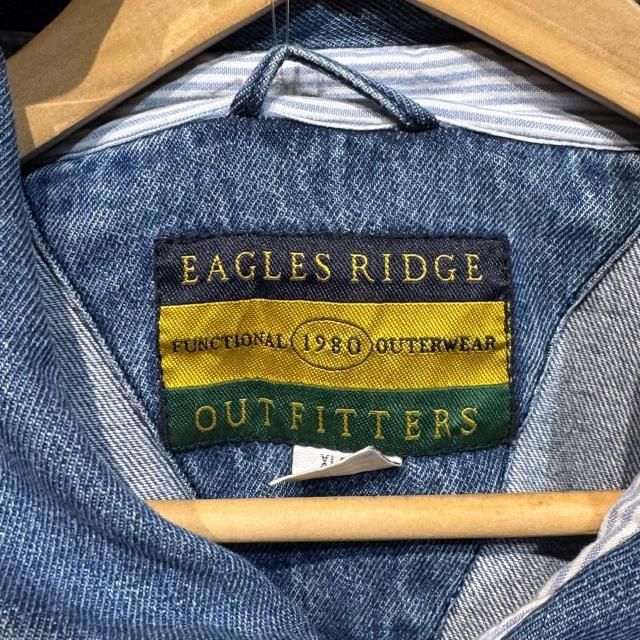 EAGLES RIDGE
FUNCTIONAL 1980 OUTERWEAR
OUTFITTERS